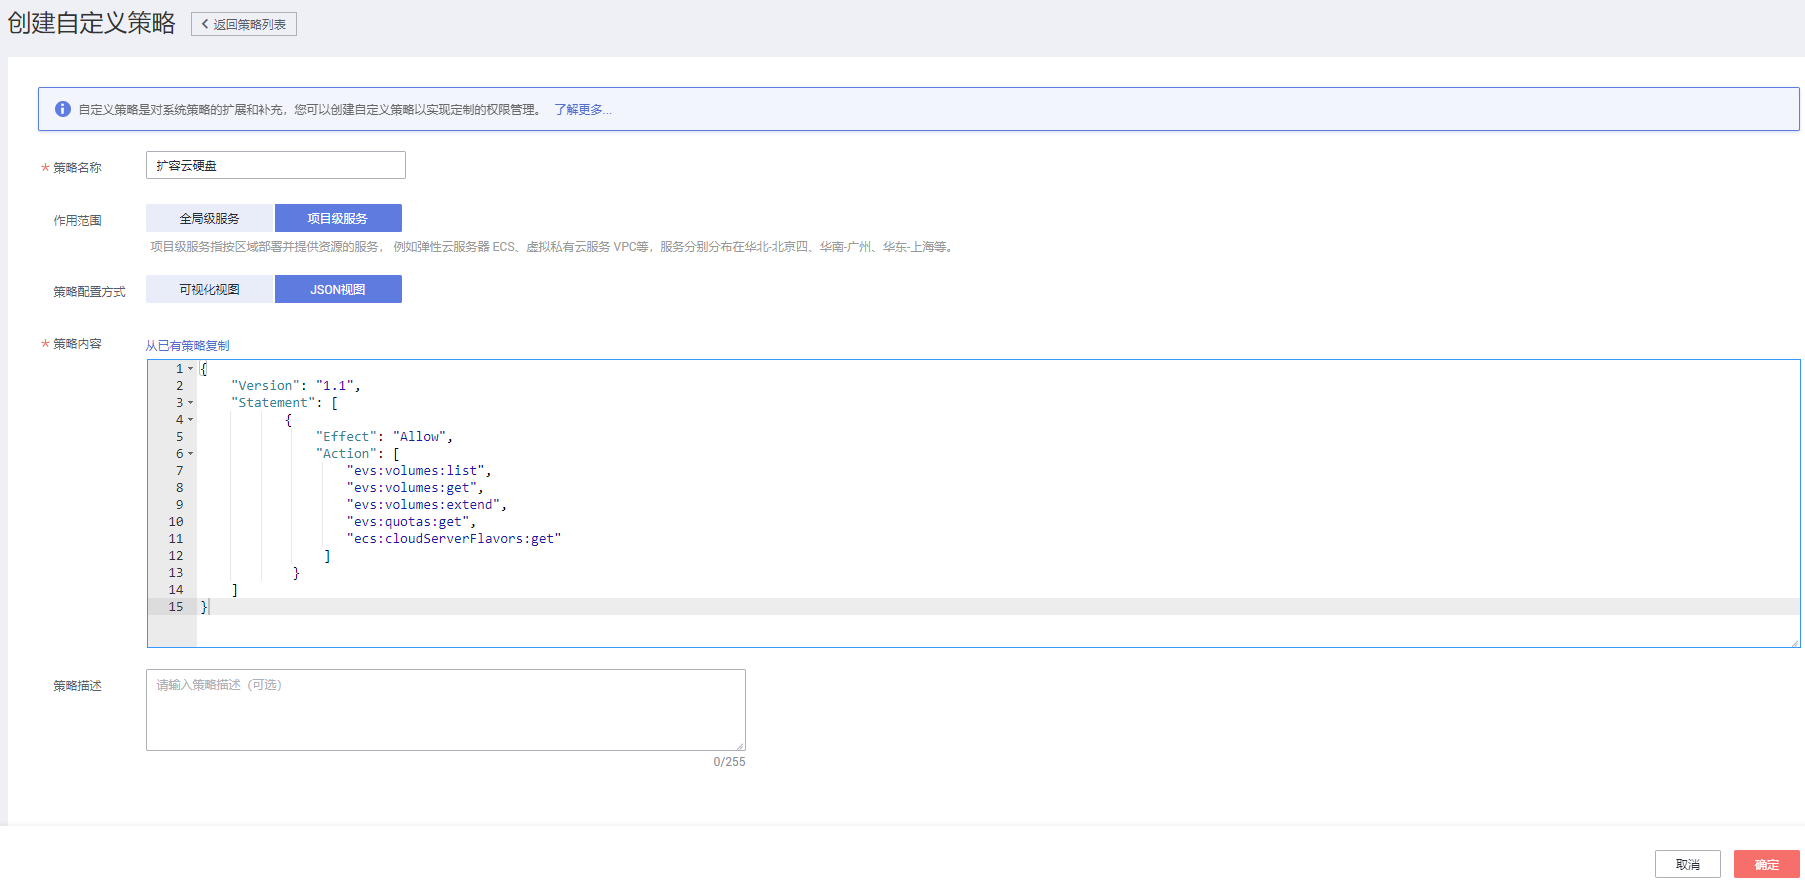 创建自定义策略
返回策略列表
自定义策略是对系统策略的扩展和补充，您可以创建自定义策略以实现定制的权限管理。 了解更多...
* 策略名称 扩容云硬盘
作用范围 全局级服务 项目级服务
项目级服务指按区域部署并提供资源的服务， 例如弹性云服务器 ECS、虚拟私有云服务 VPC等，服务分别分布在华北-北京四、华南-广州、华东-上海等。
策略配置方式 可视化视图 JSON视图
* 策略内容 从已有策略复制
1 {
2 "Version": "1.1",
3 "Statement": [
4 {
5 "Effect": "Allow",
6 "Action": [
7 "evs:volumes:list",
8 "evs:volumes:get",
9 "evs:volumes:extend",
10 "evs:quotas:get",
11 "ecs:cloudServerFlavors:get"
12 ]
13 }
14 ]
15 }
策略描述 请输入策略描述（可选）
0/255
取消 确定